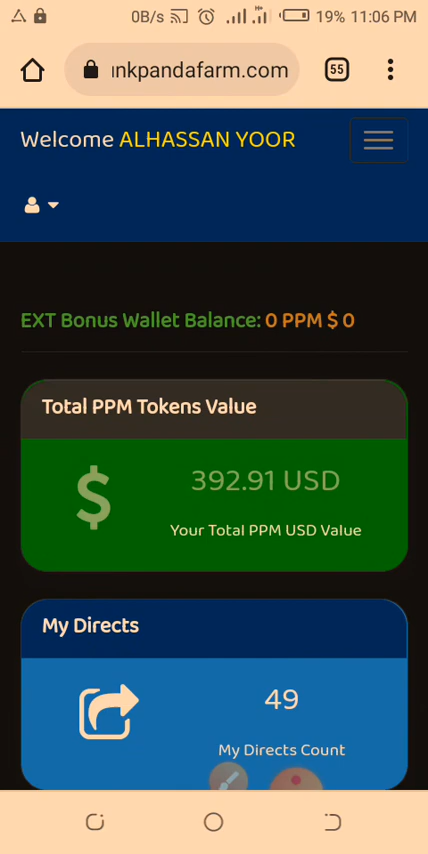 0B/s 19% 11:06 PM
ınkpandafarm.com 55
Welcome ALHASSAN YOOR
EXT Bonus Wallet Balance: 0 PPM $ 0
Total PPM Tokens Value
$ 392.91 USD
Your Total PPM USD Value
My Directs
49
My Directs Count